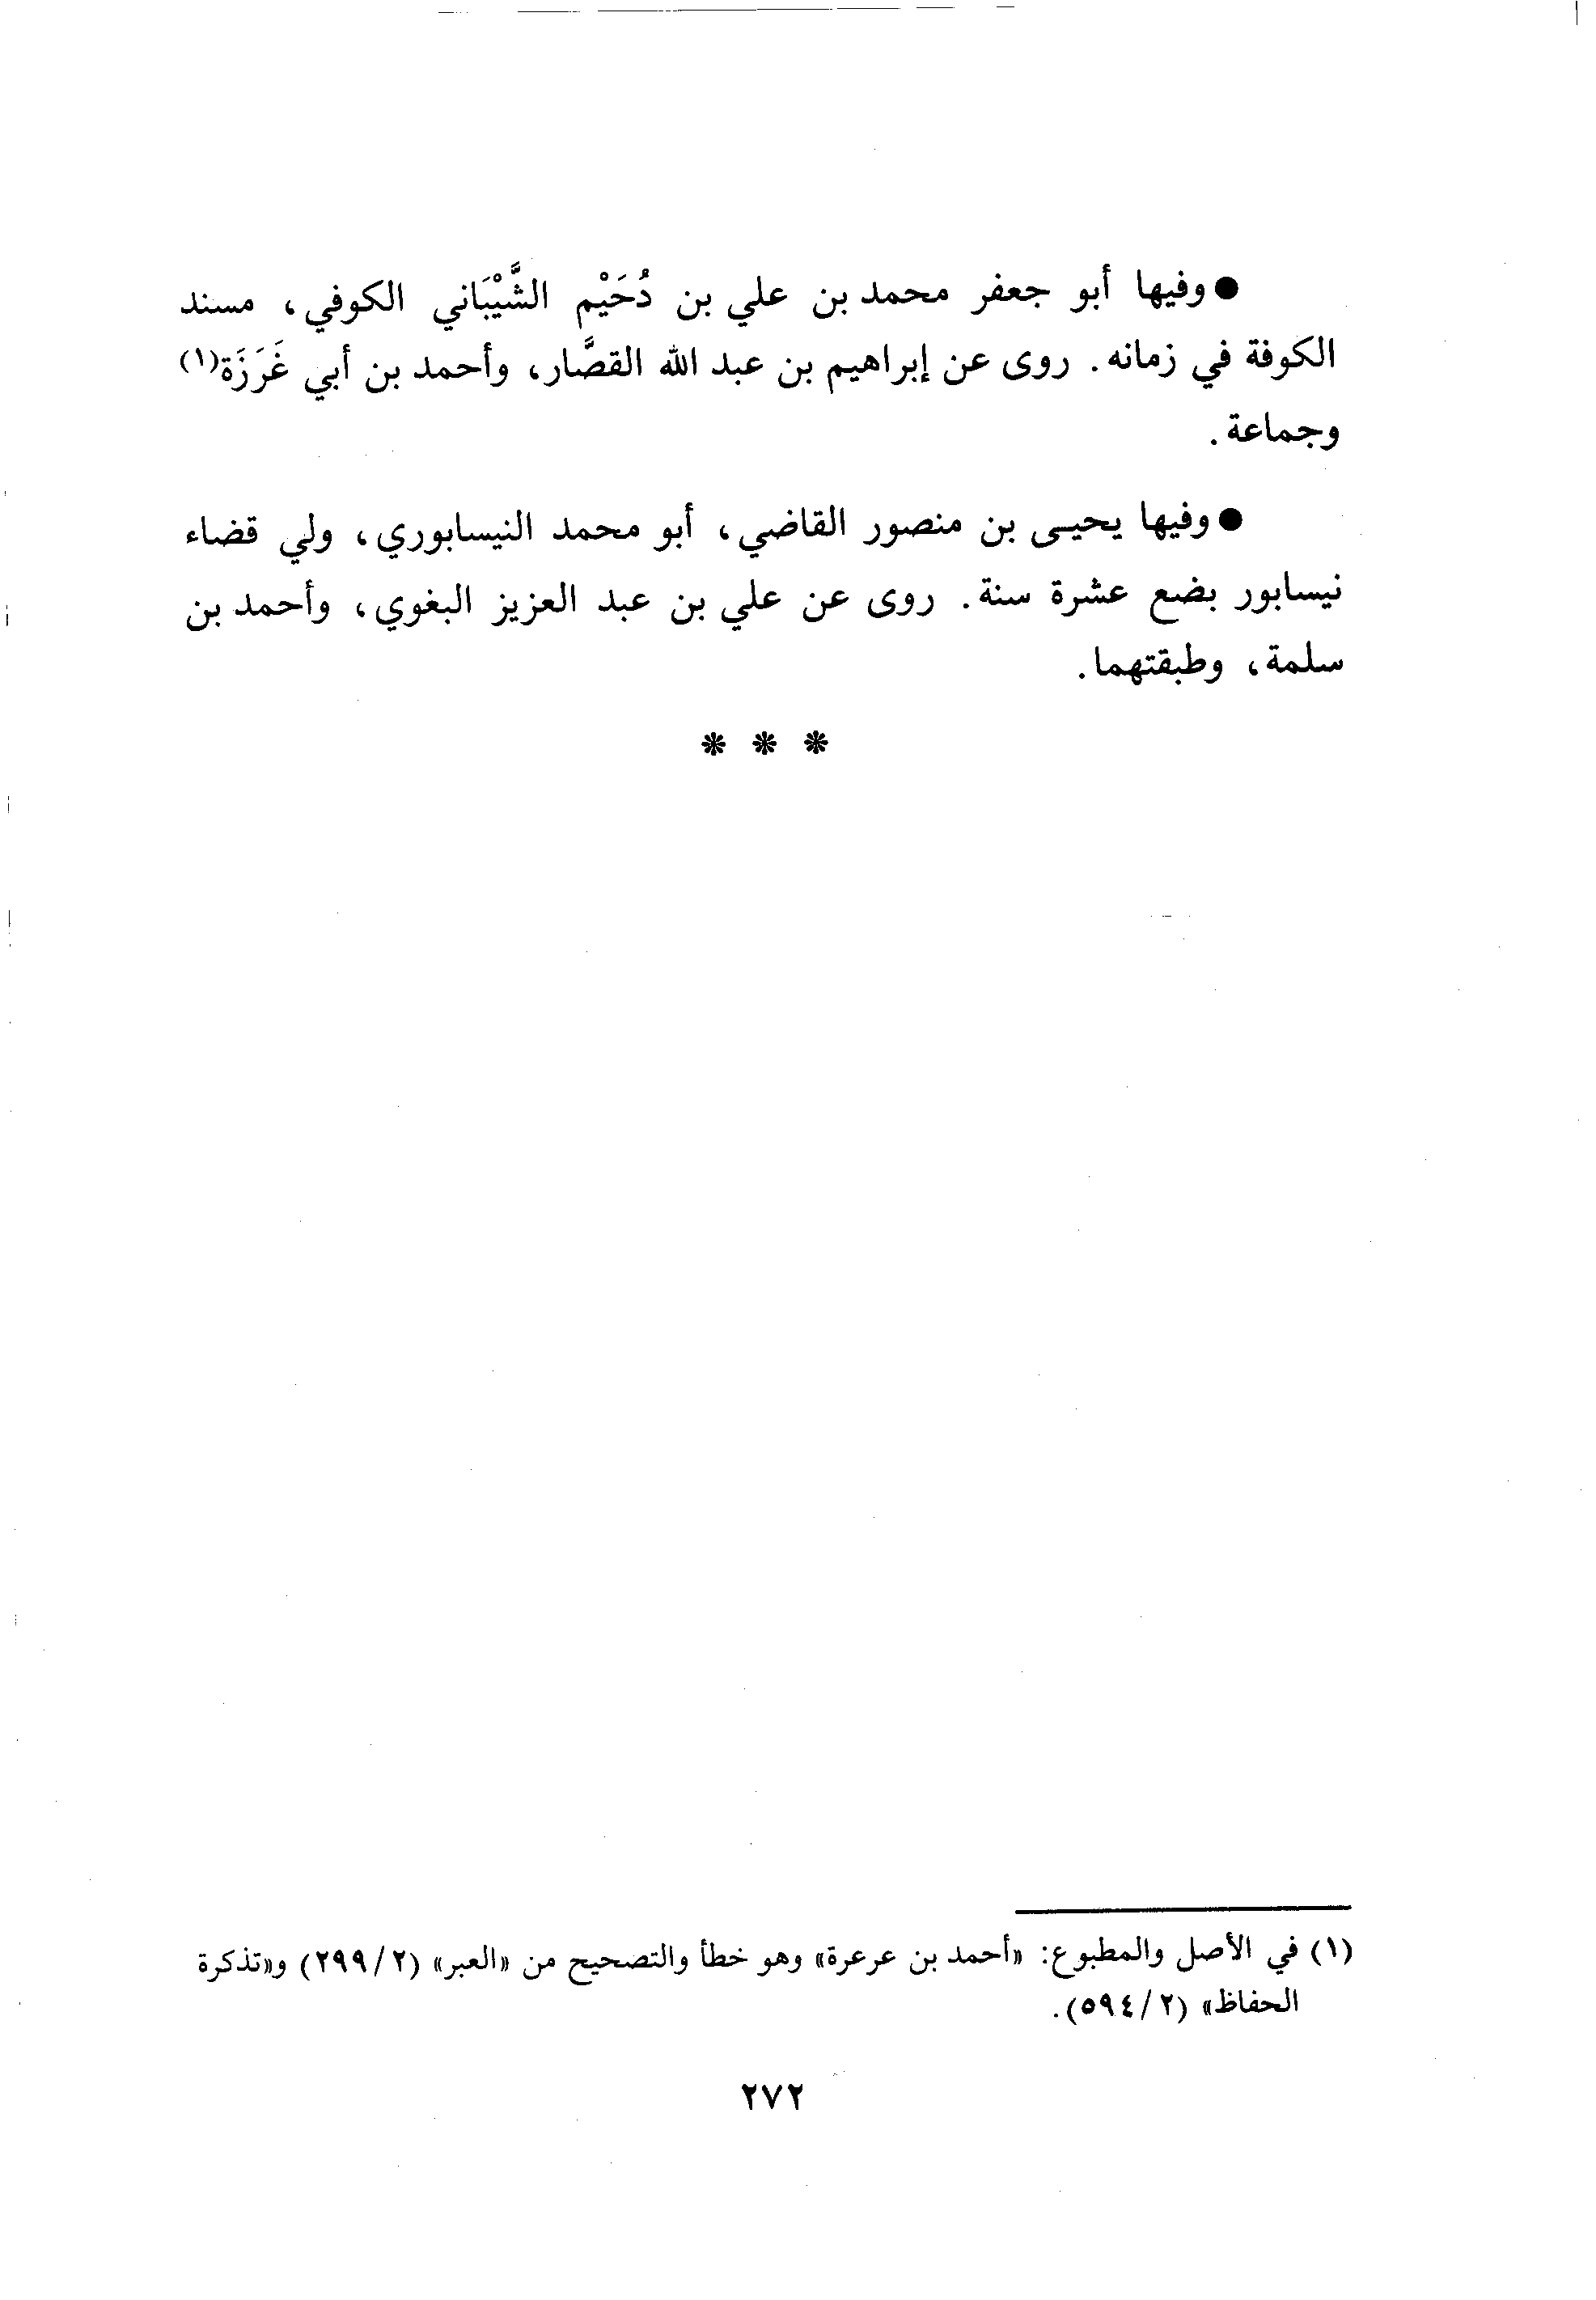 ● وفيها أبو جعفر محمد بن علي بن دُحَيْم الشَّيْبَاني الكوفي، مسند
الكوفة في زمانه. روى عن إبراهيم بن عبد الله القصَّار، وأحمد بن أبي غَرَزَة(١)
وجماعة.
● وفيها يحيى بن منصور القاضي، أبو محمد النيسابوري، ولي قضاء
نيسابور بضع عشرة سنة. روى عن علي بن عبد العزيز البغوي، وأحمد بن
سلمة، وطبقتهما.
* * *
(١) في الأصل والمطبوع: «أحمد بن عرعرة» وهو خطأ والتصحيح من «العبر» (٢/ ٢٩٩) و«تذكرة
الحفاظ» (٢/ ٥٩٤).
٢٧٢